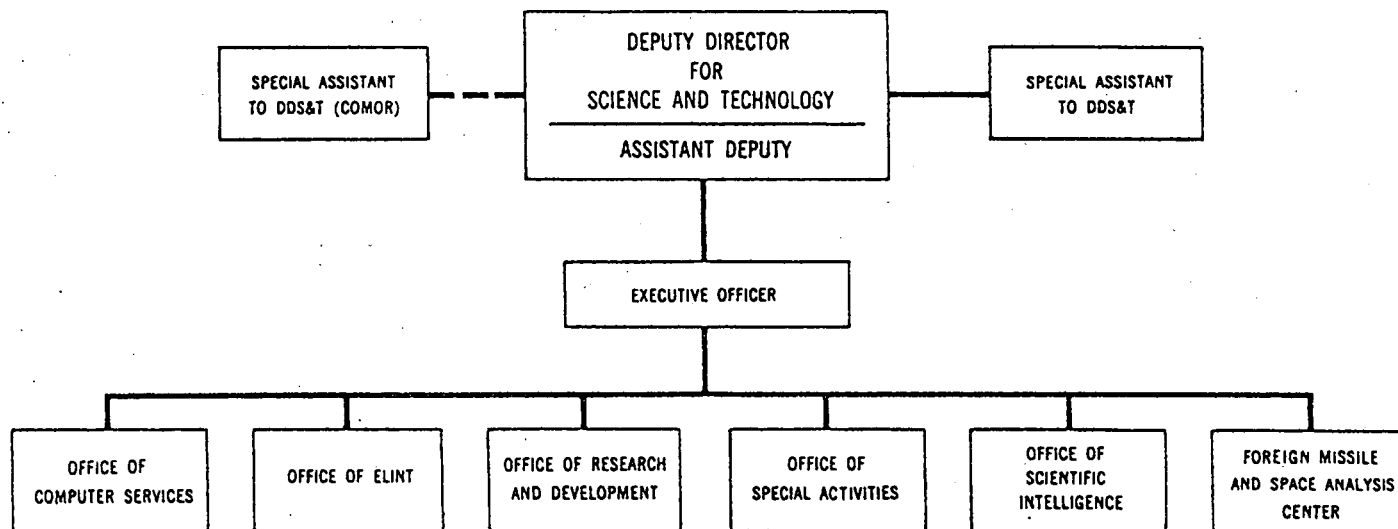 DEPUTY DIRECTOR
FOR
SCIENCE AND TECHNOLOGY
ASSISTANT DEPUTY
SPECIAL ASSISTANT
TO DDS&T (COMOR)
SPECIAL ASSISTANT
TO DDS&T
EXECUTIVE OFFICER
OFFICE OF
COMPUTER SERVICES
OFFICE OF ELINT
OFFICE OF RESEARCH
AND DEVELOPMENT
OFFICE OF
SPECIAL ACTIVITIES
OFFICE OF
SCIENTIFIC
INTELLIGENCE
FOREIGN MISSILE
AND SPACE ANALYSIS
CENTER